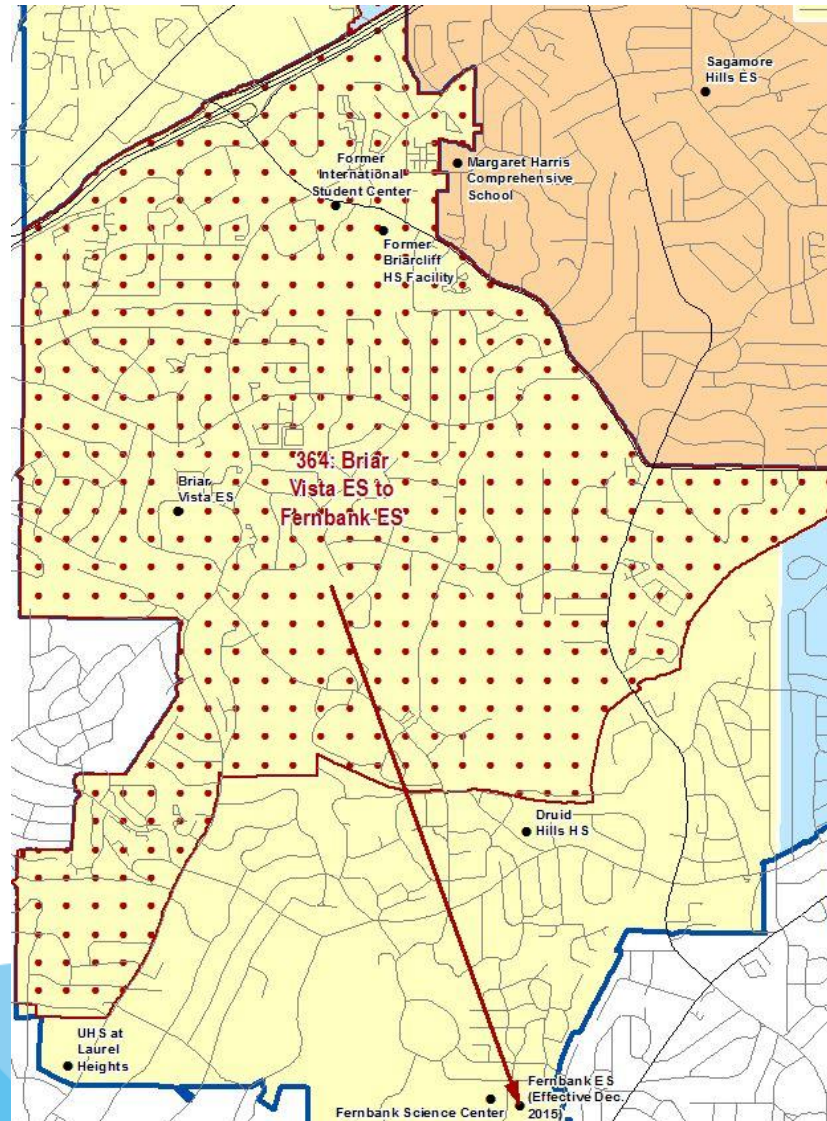 Sagamore
Hills ES
Margaret Harris
Comprehensive
School
Former
International
Student Center
Former
Briarcliff
HS Facility
364: Briar
Vista ES to
Fernbank ES
Briar
Vista ES
Druid
Hills HS
UHS at
Laurel
Heights
Fernbank Science Center
Fernbank ES
(Effective Dec.
2015)